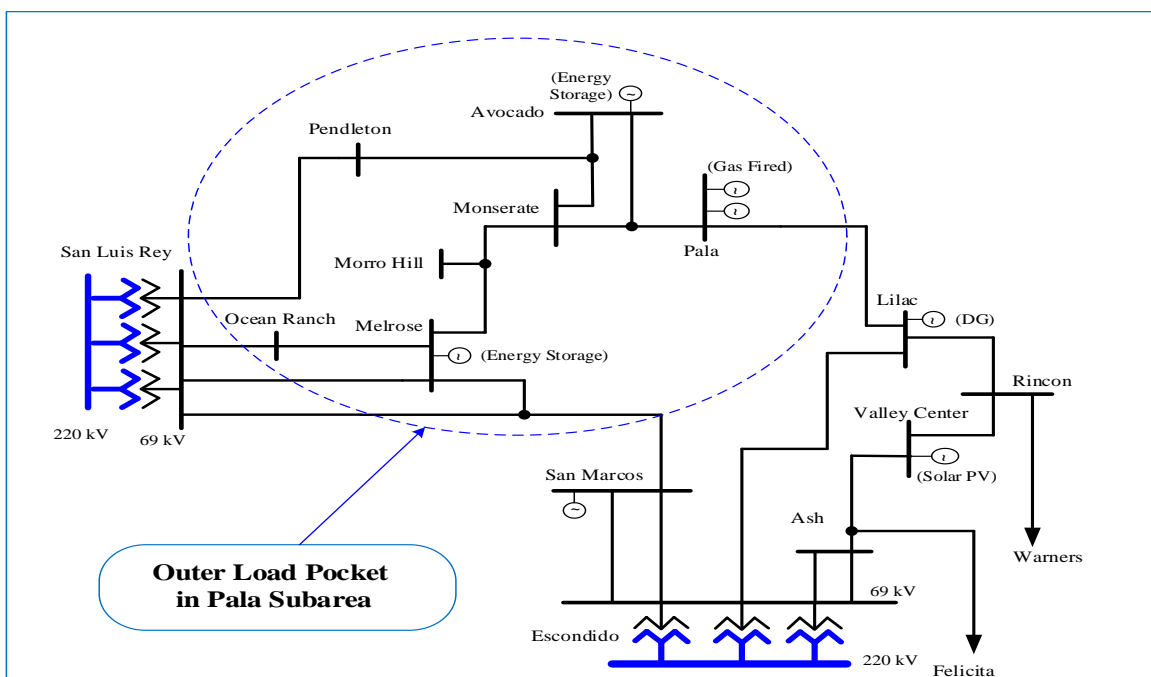 (Energy
Storage)
Avocado
Pendleton
(Gas Fired)
Monserate
Pala
San Luis Rey
Morro Hill
Lilac
(DG)
Ocean Ranch
Melrose
(Energy Storage)
Rincon
Valley Center
220 kV
69 kV
(Solar PV)
San Marcos
Ash
Warners
Outer Load Pocket
in Pala Subarea
69 kV
Escondido
220 kV
Felicita